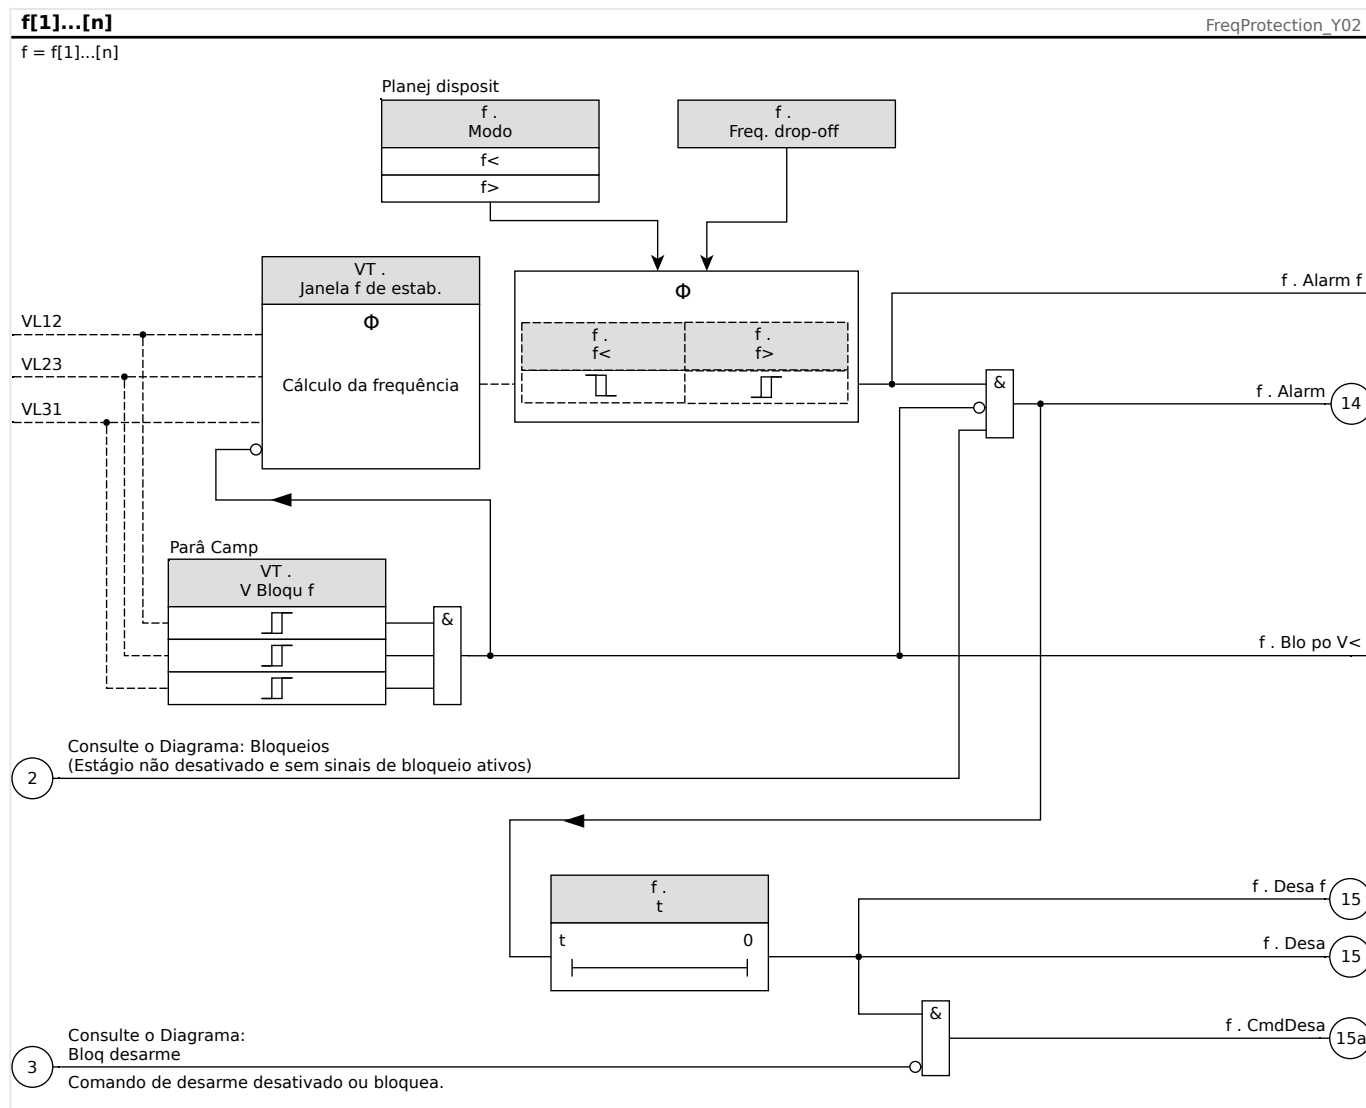 f[1]...[n]
FreqProtection_Y02
f = f[1]...[n]
Planej disposit
f .
Modo
f<
f>
f .
Freq. drop-off
VT .
Janela f de estab.
Φ
Cálculo da frequência
Φ
f .
f<
f .
f>
f . Alarm f
VL12
VL23
VL31
&
f . Alarm
14
Parâ Camp
VT .
V Bloqu f
&
f . Blo po V<
Consulte o Diagrama: Bloqueios
(Estágio não desativado e sem sinais de bloqueio ativos)
2
f .
t
t
0
f . Desa f
15
f . Desa
15
&
f . CmdDesa
15a
Consulte o Diagrama:
Bloq desarme
3
Comando de desarme desativado ou bloquea.